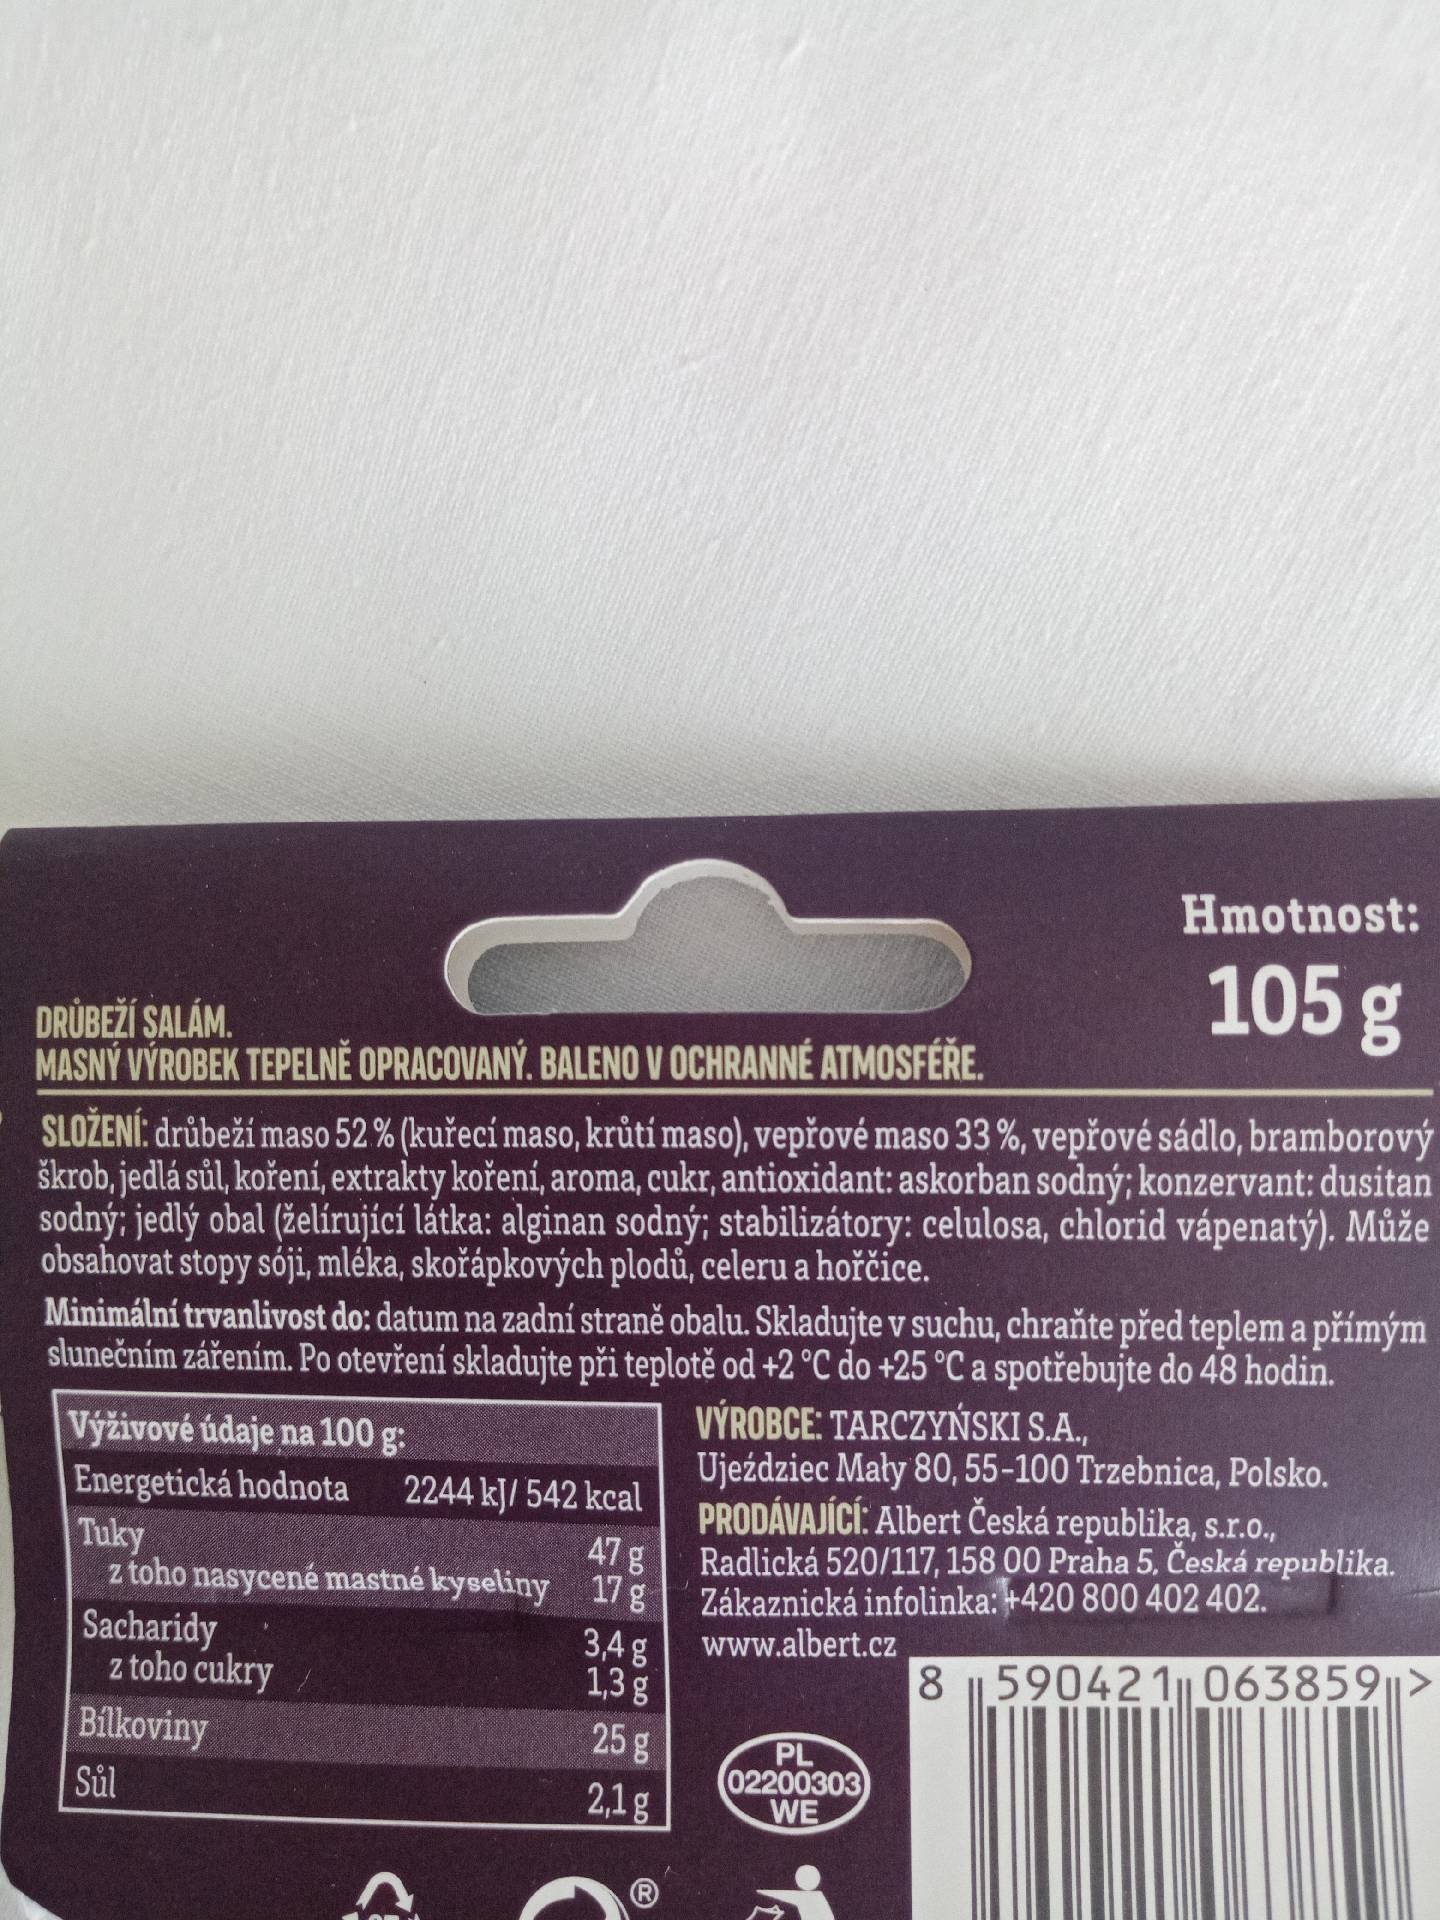 Hmotnost:
105 g
DRŮBEŽÍ SALÁM.
MASNÝ VÝROBEK TEPELNĚ OPRACOVANÝ. BALENO V OCHRANNÉ ATMOSFÉŘE.
SLOŽENÍ: drůbeží maso 52 % (kuřecí maso, krůtí maso), vepřové maso 33 %, vepřové sádlo, bramborový
škrob, jedlá sůl, koření, extrakty koření, aroma, cukr, antioxidant: askorban sodný; konzervant: dusitan
sodný; jedlý obal (želírující látka: alginan sodný; stabilizátory: celulosa, chlorid vápenatý). Může
obsahovat stopy sóji, mléka, skořápkových plodů, celeru a hořčice.
Minimální trvanlivost do: datum na zadní straně obalu. Skladujte v suchu, chraňte před teplem a přímým
slunečním zářením. Po otevření skladujte při teplotě od +2 °C do +25 °C a spotřebujte do 48 hodin.
Výživové údaje na 100 g:
Energetická hodnota 2244 kJ/ 542 kcal
Tuky 47 g
z toho nasycené mastné kyseliny 17 g
Sacharidy 3,4 g
z toho cukry 1,3 g
Bílkoviny 25 g
Sůl 2,1 g
VÝROBCE: TARCZYŃSKI S.A.,
Ujeździec Mały 80, 55-100 Trzebnica, Polsko.
PRODÁVAJÍCÍ: Albert Česká republika, s.r.o.,
Radlická 520/117, 158 00 Praha 5, Česká republika.
Zákaznická infolinka: +420 800 402 402.
www.albert.cz
8 590421 063859 >
PL
02200303
WE
®